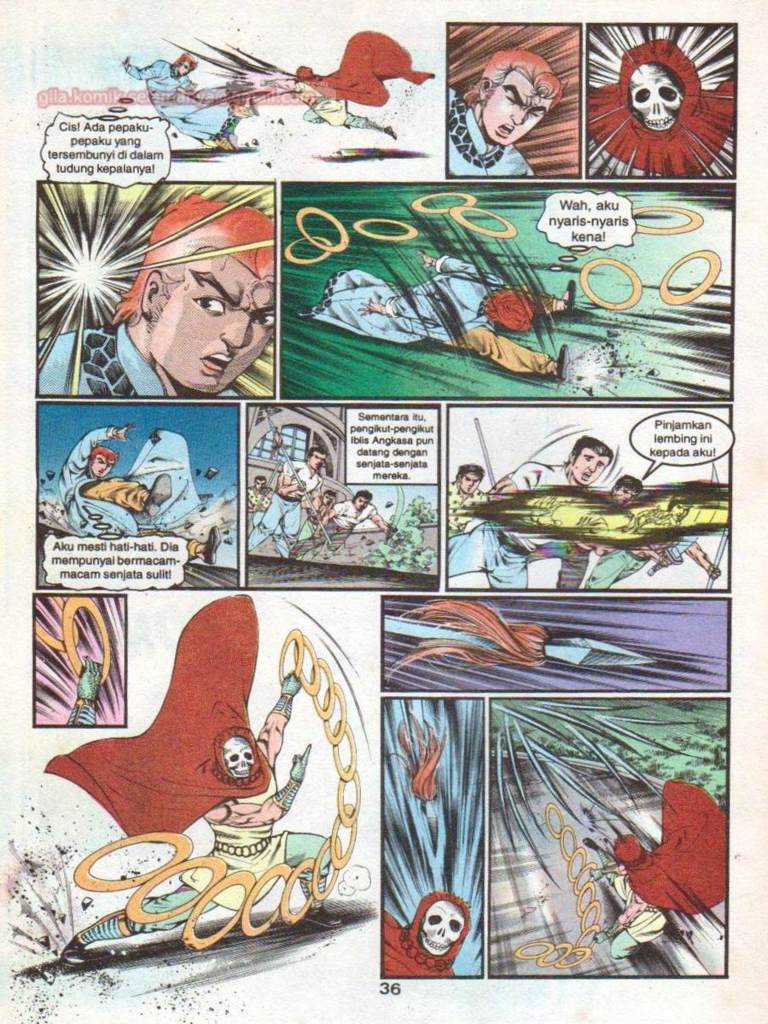 Cis! Ada pepaku-
pepaku yang
tersembunyi di dalam
tudung kepalanya!
Wah, aku
nyaris-nyaris
kena!
Aku mesti hati-hati. Dia
mempunyai bermacam-
macam senjata sulit!
Sementara itu,
pengikut-pengikut
Iblis Angkasa pun
datang dengan
senjata-senjata
mereka.
Pinjamkan
lembing ini
kepada aku!
36